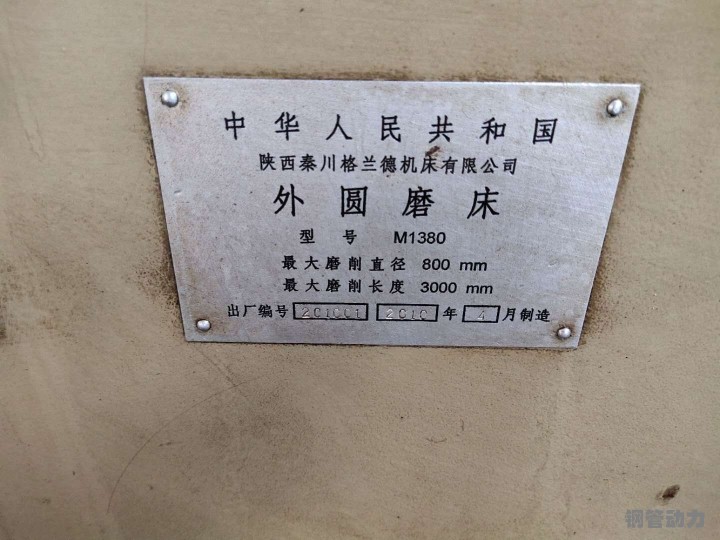 中华人民共和国
陕西秦川格兰德机床有限公司
外圆磨床
型号 M1380
最大磨削直径 800 mm
最大磨削长度 3000 mm
出厂编号 201001 2010 年 4 月制造
钢管动力